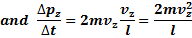 and Δp_z/Δt = 2mv_z v_z/l = 2mv_z^2/l